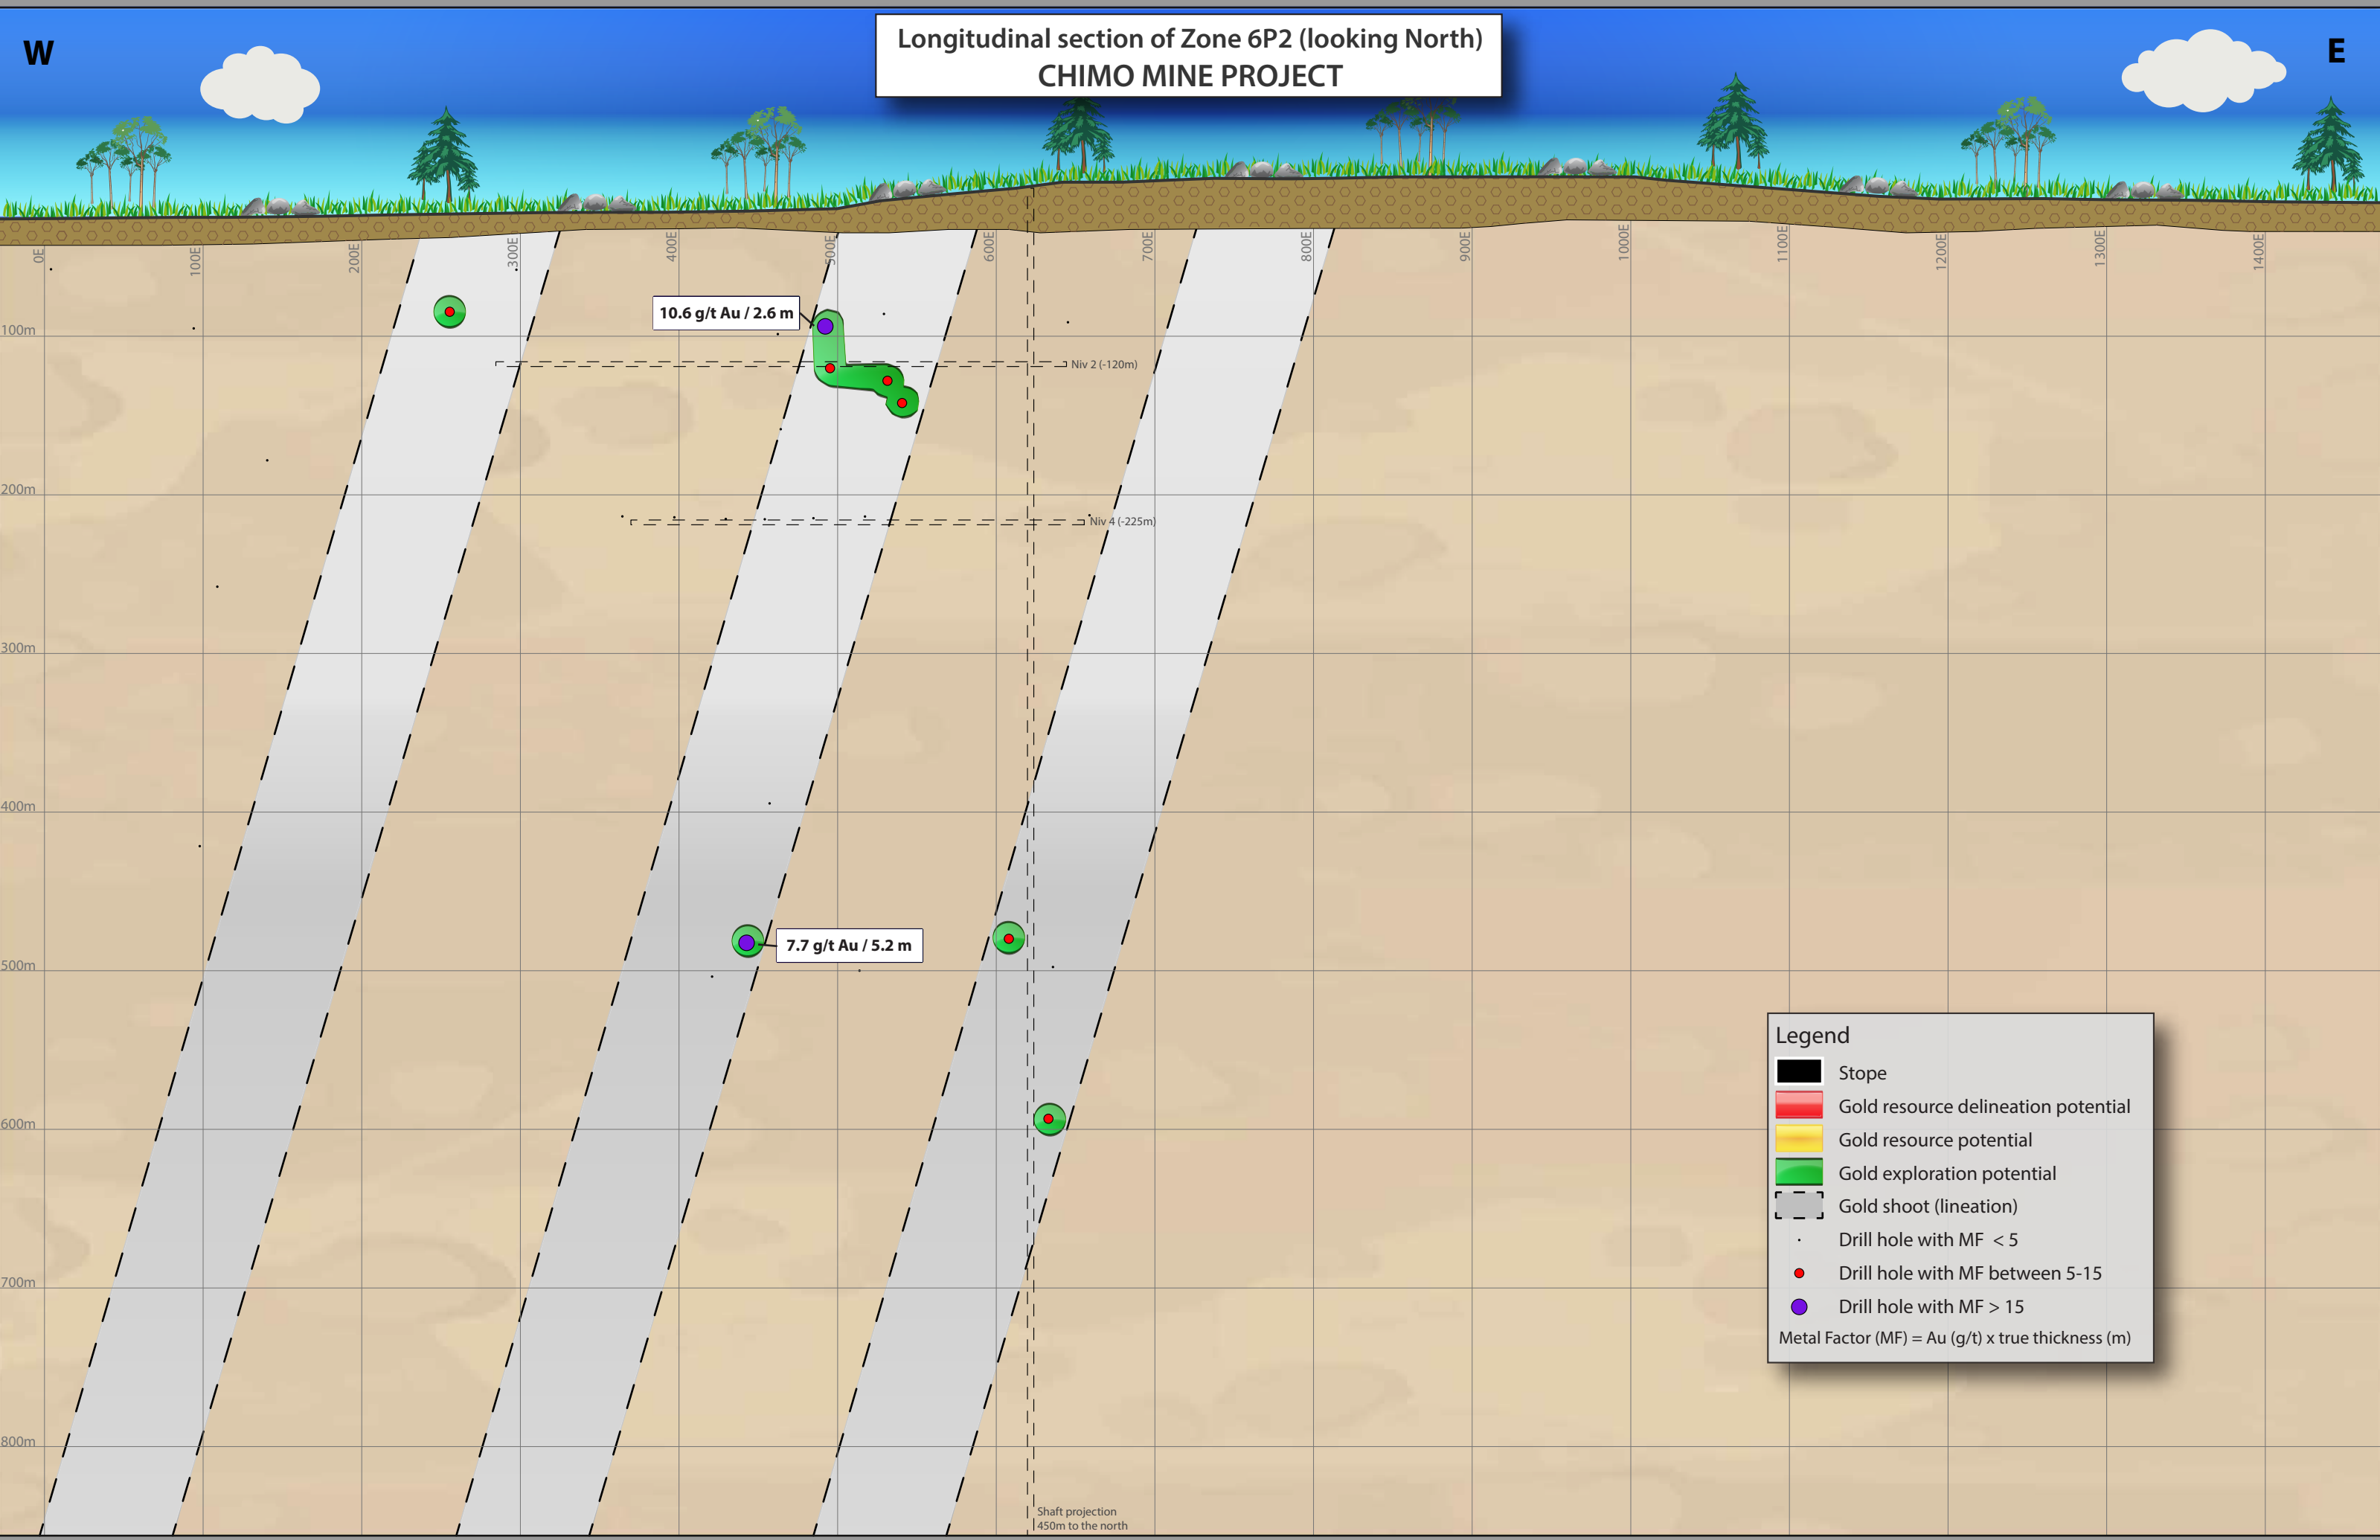 W
Longitudinal section of Zone 6P2 (looking North)
CHIMO MINE PROJECT
E
0E
100E
200E
300E
400E
500E
600E
700E
800E
900E
1000E
1100E
1200E
1300E
1400E
10.6 g/t Au / 2.6 m
100m
Niv 2 (-120m)
200m
Niv 4 (-225m)
300m
400m
7.7 g/t Au / 5.2 m
500m
600m
700m
800m
Legend
Stope
Gold resource delineation potential
Gold resource potential
Gold exploration potential
Gold shoot (lineation)
Drill hole with MF < 5
Drill hole with MF between 5-15
Drill hole with MF > 15
Metal Factor (MF) = Au (g/t) x true thickness (m)
Shaft projection
450m to the north